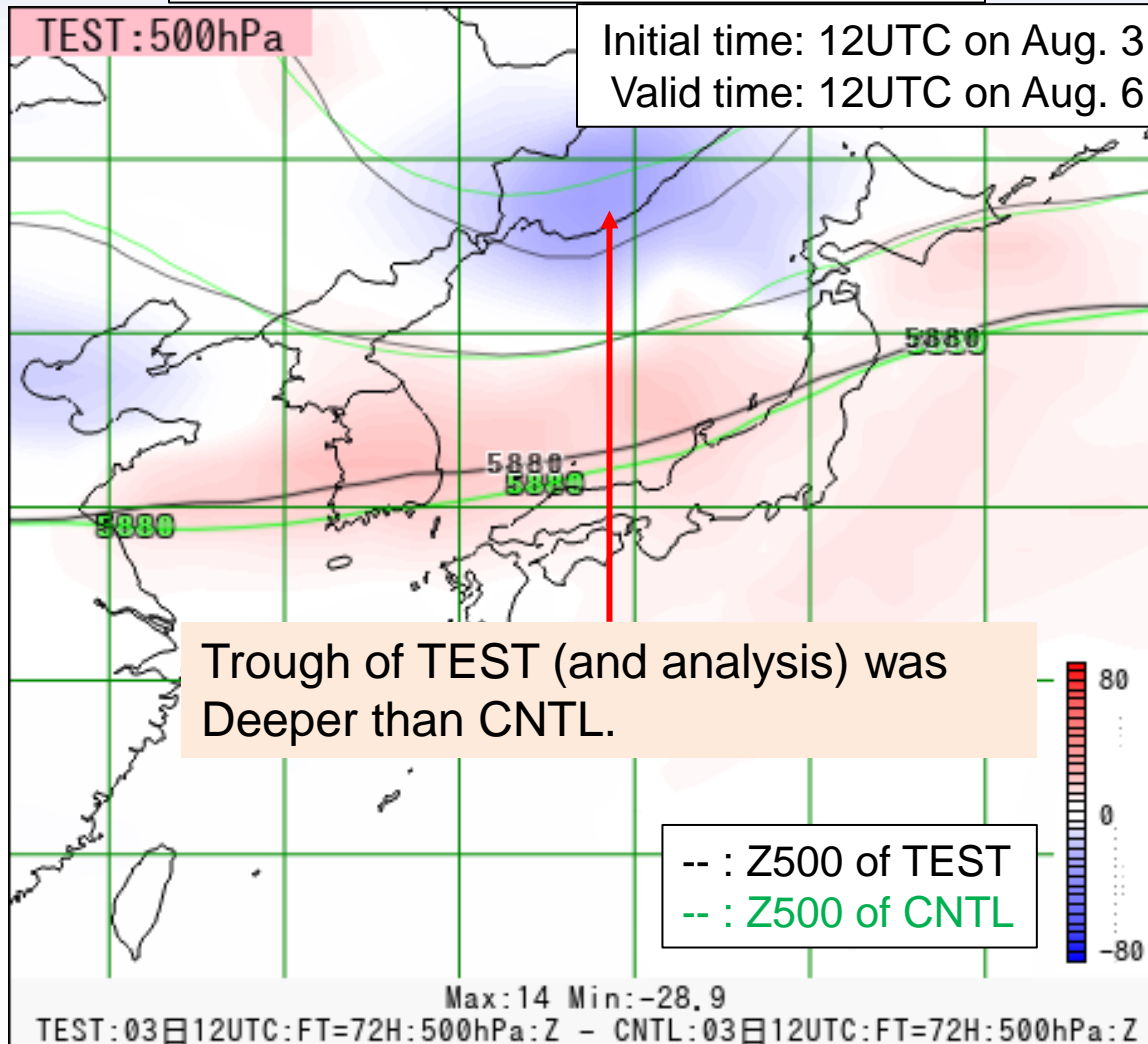 TEST:500hPa
Initial time: 12UTC on Aug. 3
Valid time: 12UTC on Aug. 6
5880
5880
5880
5880
5880
Trough of TEST (and analysis) was
Deeper than CNTL.
80
0
-80
-- : Z500 of TEST
-- : Z500 of CNTL
Max:14 Min:-28.9
TEST:03日12UTC:FT=72H:500hPa:Z - CNTL:03日12UTC:FT=72H:500hPa:Z